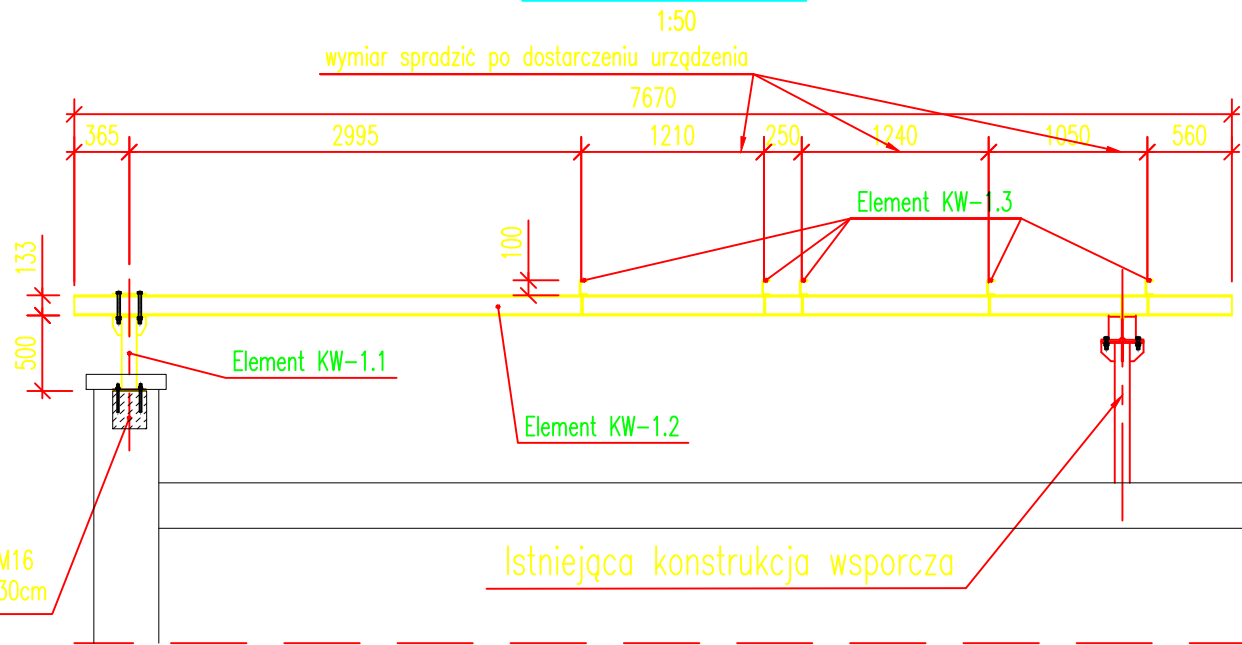 1:50
wymiar spradzić po dostarczeniu urządzenia
7670
365 2995 1210 250 1240 1050 560
Element KW-1.3
133
100
500
Element KW-1.1
Element KW-1.2
M16
30cm
Istniejąca konstrukcja wsporcza